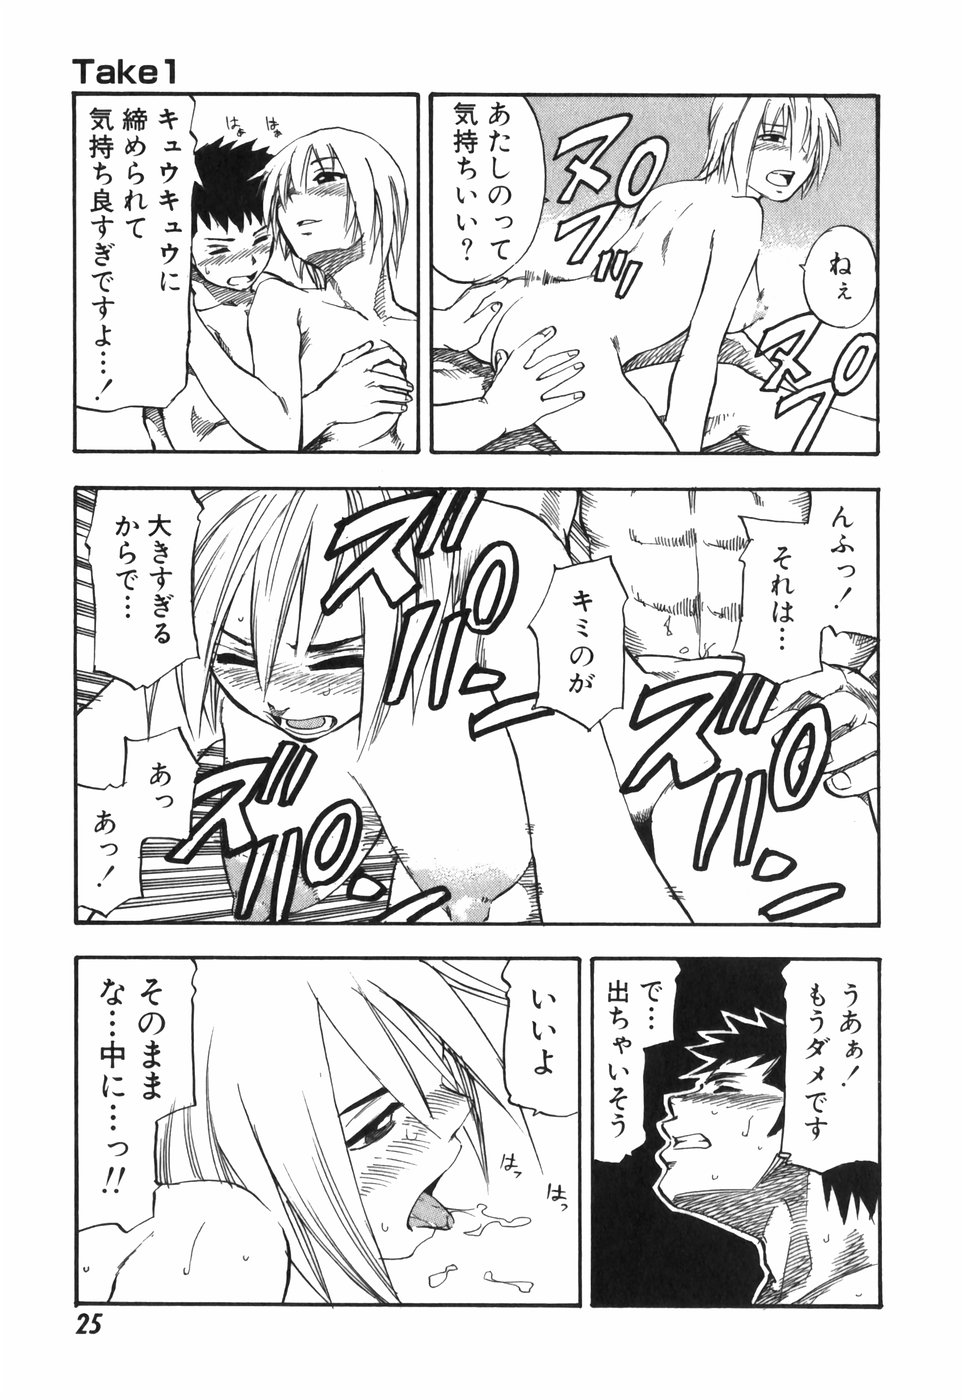 Take1
ねぇ
あたしのって
気持ちいい?
ヌプ
ヌプ
はぁ
はぁ
キュウキュウに
締められて
気持ち良すぎですよ…!
んふっ!
それは…
キミのが
大きすぎる
からで…
あっ
あっ!
ズパン
ズパン
ズパン
うあぁ!
もうダメです
で…
出ちゃいそう
いいよ
そのまま
な…中に…っ!!
はっ
はっ
25